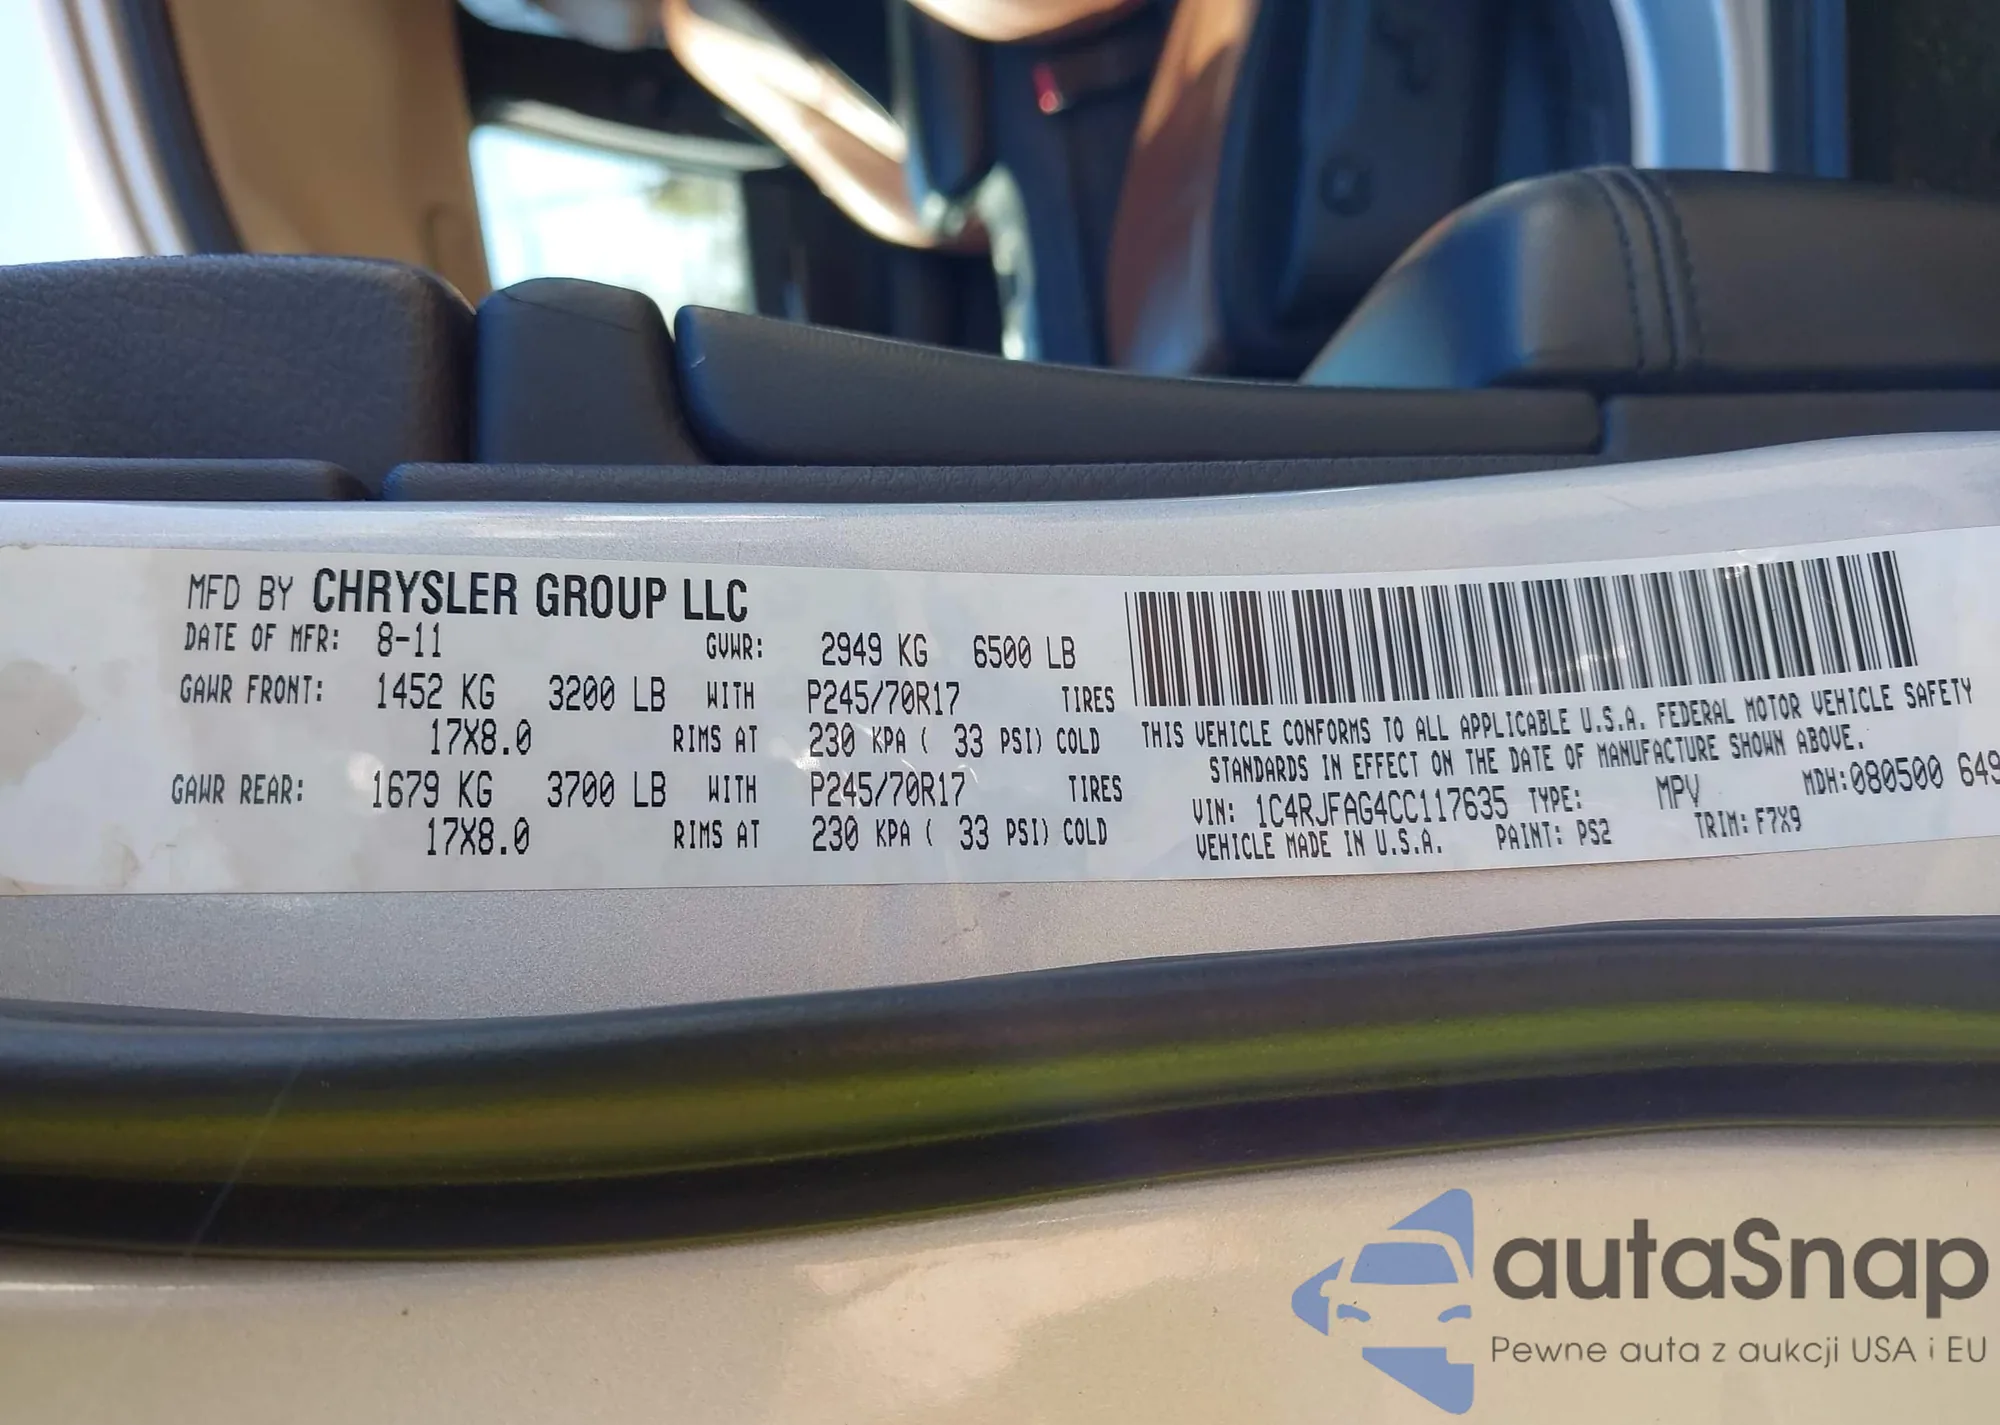 MFD BY CHRYSLER GROUP LLC
DATE OF MFR: 8-11 GVWR: 2949 KG 6500 LB
GAWR FRONT: 1452 KG 3200 LB WITH P245/70R17 TIRES
17X8.0 RIMS AT 230 KPA ( 33 PSI) COLD
GAWR REAR: 1679 KG 3700 LB WITH P245/70R17 TIRES
17X8.0 RIMS AT 230 KPA ( 33 PSI) COLD
THIS VEHICLE CONFORMS TO ALL APPLICABLE U.S.A. FEDERAL MOTOR VEHICLE SAFETY
STANDARDS IN EFFECT ON THE DATE OF MANUFACTURE SHOWN ABOVE.
VIN: 1C4RJFAG4CC117635 TYPE: MPV MDH:080500 649
VEHICLE MADE IN U.S.A. PAINT: PS2 TRIM: F7X9
autaSnap
Pewne auta z aukcji USA i EU